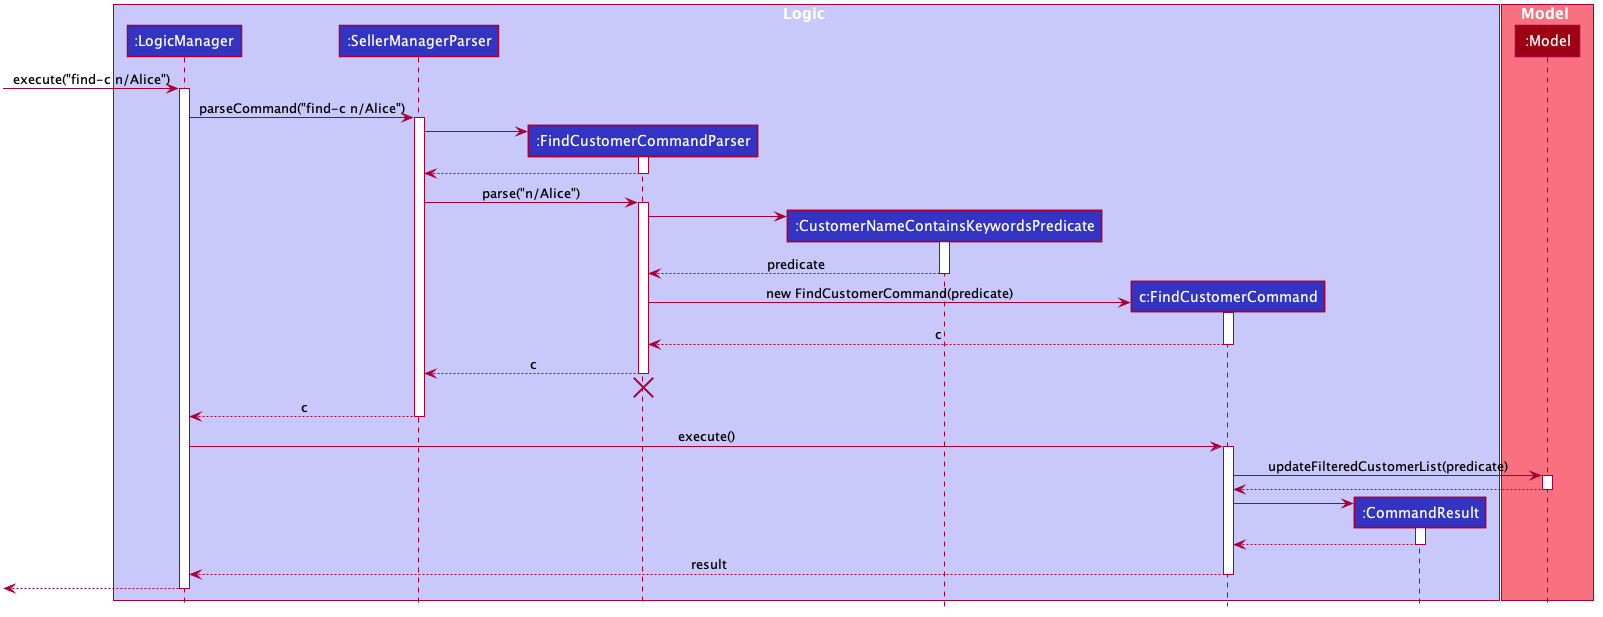 Logic
Model
:LogicManager
:SellerManagerParser
:Model
execute("find-c n/Alice")
parseCommand("find-c n/Alice")
:FindCustomerCommandParser
parse("n/Alice")
:CustomerNameContainsKeywordsPredicate
predicate
new FindCustomerCommand(predicate)
c:FindCustomerCommand
c
c
c
execute()
updateFilteredCustomerList(predicate)
:CommandResult
result